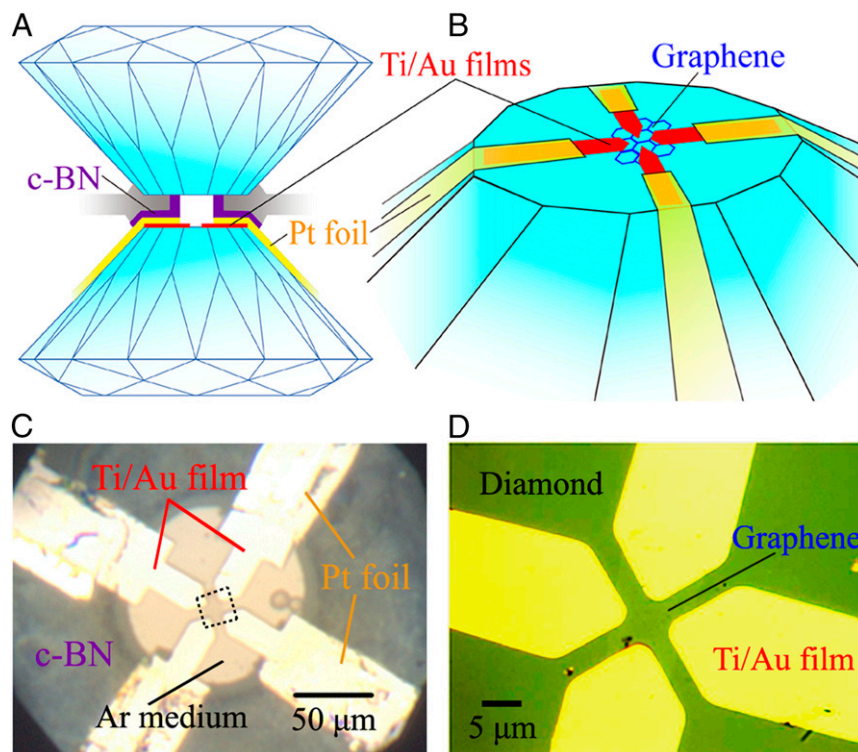 A
B
Ti/Au films
Graphene
c-BN
Pt foil
C
D
Ti/Au film
Diamond
Graphene
Pt foil
c-BN
Ti/Au film
Ar medium
50 μm
5 μm